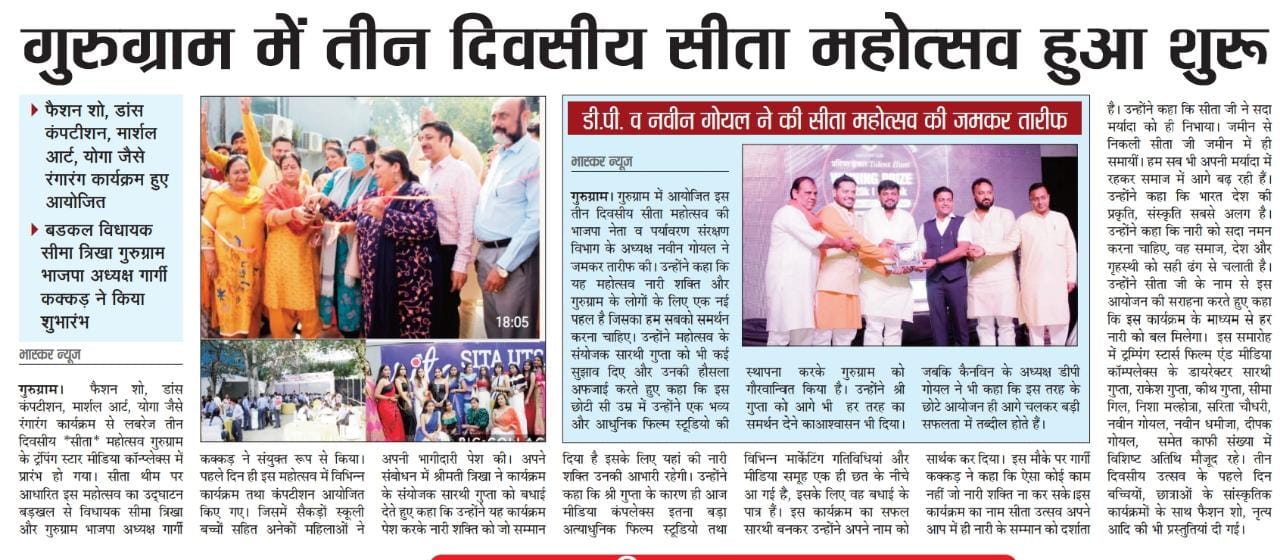 गुरुग्राम में तीन दिवसीय सीता महोत्सव हुआ शुरू
फैशन शो, डांस
कंपटीशन, मार्शल
आर्ट, योगा जैसे
रंगारंग कार्यक्रम हुए
आयोजित
बडकल विधायक
सीमा त्रिखा गुरुग्राम
भाजपा अध्यक्ष गार्गी
कक्कड़ ने किया
शुभारंभ
भास्कर न्यूज
गुरुग्राम। फैशन शो, डांस
कंपटीशन, मार्शल आर्ट, योगा जैसे
रंगारंग कार्यक्रम से लबरेज तीन
दिवसीय *सीता* महोत्सव गुरुग्राम
के ट्रंपिंग स्टार मीडिया कॉन्प्लेक्स में
प्रारंभ हो गया। सीता थीम पर
आधारित इस महोत्सव का उद्घाटन
बड़खल से विधायक सीमा त्रिखा
और गुरुग्राम भाजपा अध्यक्ष गार्गी
18:05
SITA UTS
कक्कड़ ने संयुक्त रूप से किया।
पहले दिन ही इस महोत्सव में विभिन्न
कार्यक्रम तथा कंपटीशन आयोजित
किए गए। जिसमें सैकड़ों स्कूली
बच्चों सहित अनेकों महिलाओं ने
अपनी भागीदारी पेश की। अपने
संबोधन में श्रीमती त्रिखा ने कार्यक्रम
के संयोजक सारथी गुप्ता को बधाई
देते हुए कहा कि उन्होंने यह कार्यक्रम
पेश करके नारी शक्ति को जो सम्मान
डी.पी. व नवीन गोयल ने की सीता महोत्सव की जमकर तारीफ
भास्कर न्यूज
गुरुग्राम। गुरुग्राम में आयोजित इस
तीन दिवसीय सीता महोत्सव की
भाजपा नेता व पर्यावरण संरक्षण
विभाग के अध्यक्ष नवीन गोयल ने
जमकर तारीफ की। उन्होंने कहा कि
यह महोत्सव नारी शक्ति और
गुरुग्राम के लोगों के लिए एक नई
पहल है जिसका हम सबको समर्थन
करना चाहिए। उन्होंने महोत्सव के
संयोजक सारथी गुप्ता को भी कई
सुझाव दिए और उनकी हौसला
अफजाई करते हुए कहा कि इस
छोटी सी उम्र में उन्होंने एक भव्य
और आधुनिक फिल्म स्टूडियो की
Talent Hunt
PRIZE
स्थापना करके गुरुग्राम को
गौरवान्वित किया है। उन्होंने श्री
गुप्ता को आगे भी हर तरह का
समर्थन देने काआश्वासन भी दिया।
जबकि कैनविन के अध्यक्ष डीपी
गोयल ने भी कहा कि इस तरह के
छोटे आयोजन ही आगे चलकर बड़ी
सफलता में तब्दील होते हैं।
दिया है इसके लिए यहां की नारी
शक्ति उनकी आभारी रहेगी। उन्होंने
कहा कि श्री गुप्ता के कारण ही आज
मीडिया कंपलेक्स इतना बड़ा
अत्याधुनिक फिल्म स्टूडियो तथा
विभिन्न मार्केटिंग गतिविधियां और
मीडिया समूह एक ही छत के नीचे
आ गई है, इसके लिए वह बधाई के
पात्र हैं। इस कार्यक्रम का सफल
सारथी बनकर उन्होंने अपने नाम को
सार्थक कर दिया। इस मौके पर गार्गी
कक्कड़ ने कहा कि ऐसा कोई काम
नहीं जो नारी शक्ति ना कर सके।इस
कार्यक्रम का नाम सीता उत्सव अपने
आप में ही नारी के सम्मान को दर्शाता
है। उन्होंने कहा कि सीता जी ने सदा
मर्यादा को ही निभाया। जमीन से
निकली सीता जी जमीन में ही
समायीं। हम सब भी अपनी मर्यादा में
रहकर समाज में आगे बढ़ रही हैं।
उन्होंने कहा कि भारत देश की
प्रकृति, संस्कृति सबसे अलग है।
उन्होंने कहा कि नारी को सदा नमन
करना चाहिए, वह समाज, देश और
गृहस्थी को सही ढंग से चलाती है।
उन्होंने सीता जी के नाम से इस
आयोजन की सराहना करते हुए कहा
कि इस कार्यक्रम के माध्यम से हर
नारी को बल मिलेगा। इस समारोह
में ट्रम्पिंग स्टार्स फिल्म एंड मीडिया
कॉम्पलेक्स के डायरेक्टर सारथी
गुप्ता, राकेश गुप्ता, कीथ गुप्ता, सीमा
गिल, निशा मल्होत्रा, सरिता चौधरी,
नवीन गोयल, नवीन धमीजा, दीपक
गोयल, समेत काफी संख्या में
विशिष्ट अतिथि मौजूद रहे। तीन
दिवसीय उत्सव के पहले दिन
बच्चियों, छात्राओं के सांस्कृतिक
कार्यक्रमों के साथ फैशन शो, नृत्य
आदि की भी प्रस्तुतियां दी गई।